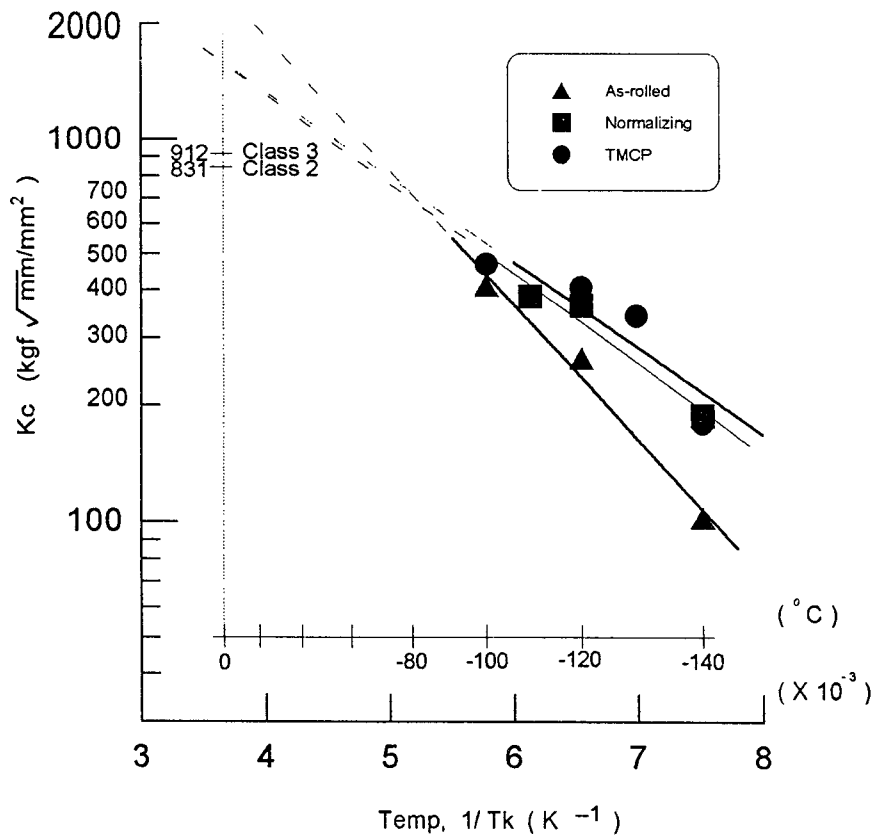 2000
1000
912 Class 3
831 Class 2
700
600
500
400
300
200
100
Kc (kgf √mm/mm²)
As-rolled
Normalizing
TMCP
(°C)
0 -80 -100 -120 -140
(X 10⁻³)
3 4 5 6 7 8
Temp, 1/Tk (K⁻¹)